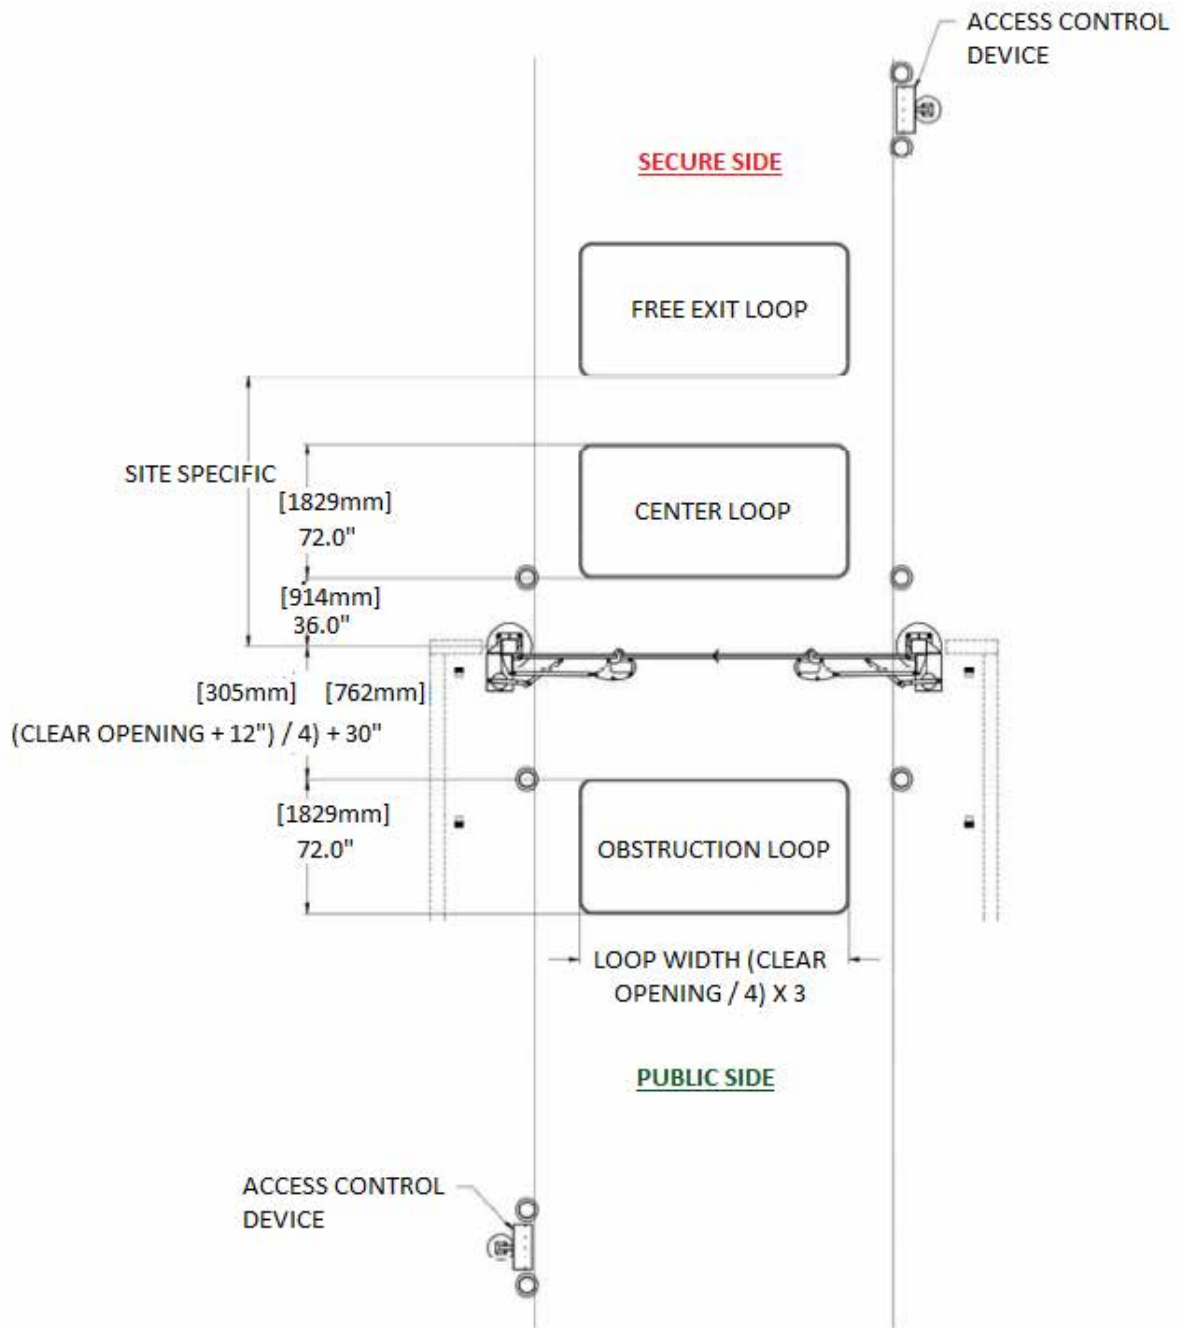 ACCESS CONTROL
DEVICE
SECURE SIDE
FREE EXIT LOOP
SITE SPECIFIC
[1829mm]
72.0"
CENTER LOOP
[914mm]
36.0"
[305mm] [762mm]
(CLEAR OPENING + 12") / 4) + 30"
[1829mm]
72.0"
OBSTRUCTION LOOP
LOOP WIDTH (CLEAR
OPENING / 4) X 3
PUBLIC SIDE
ACCESS CONTROL
DEVICE